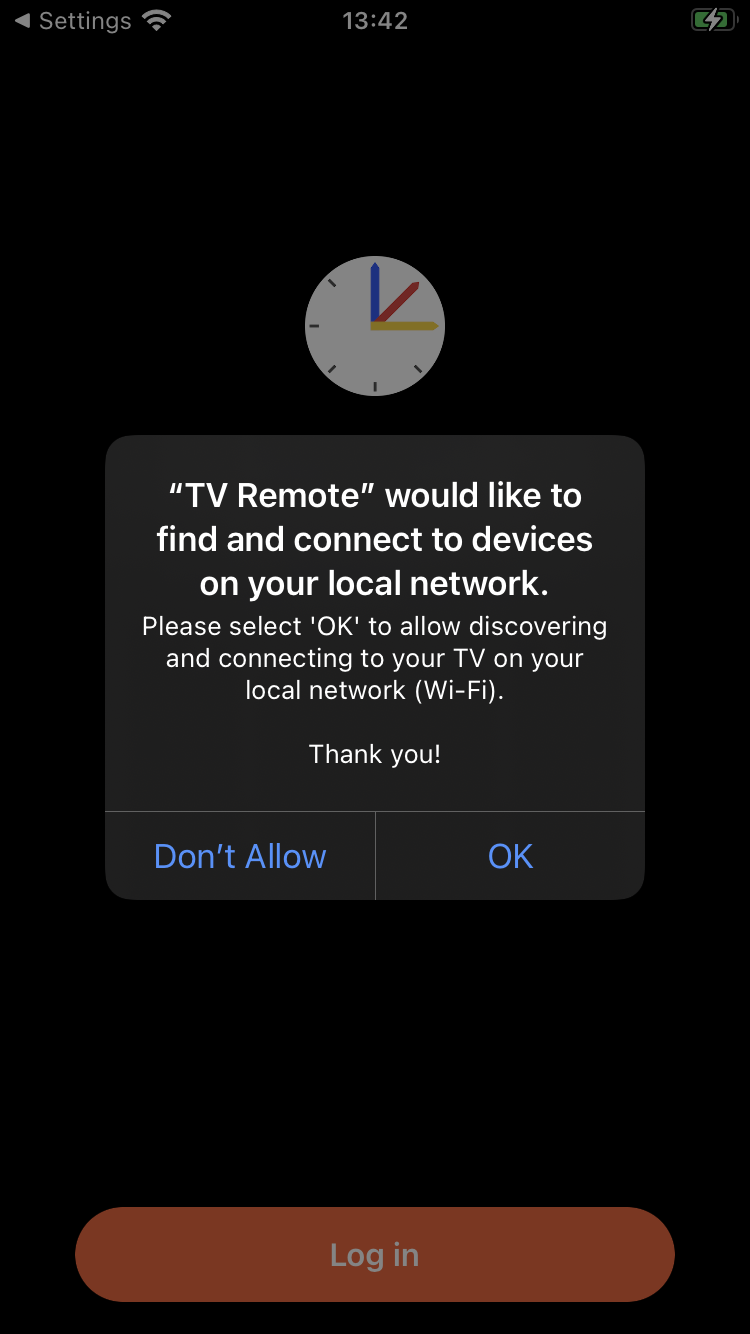 Settings
13:42
“TV Remote” would like to
find and connect to devices
on your local network.
Please select 'OK' to allow discovering
and connecting to your TV on your
local network (Wi-Fi).
Thank you!
Don’t Allow
OK
Log in